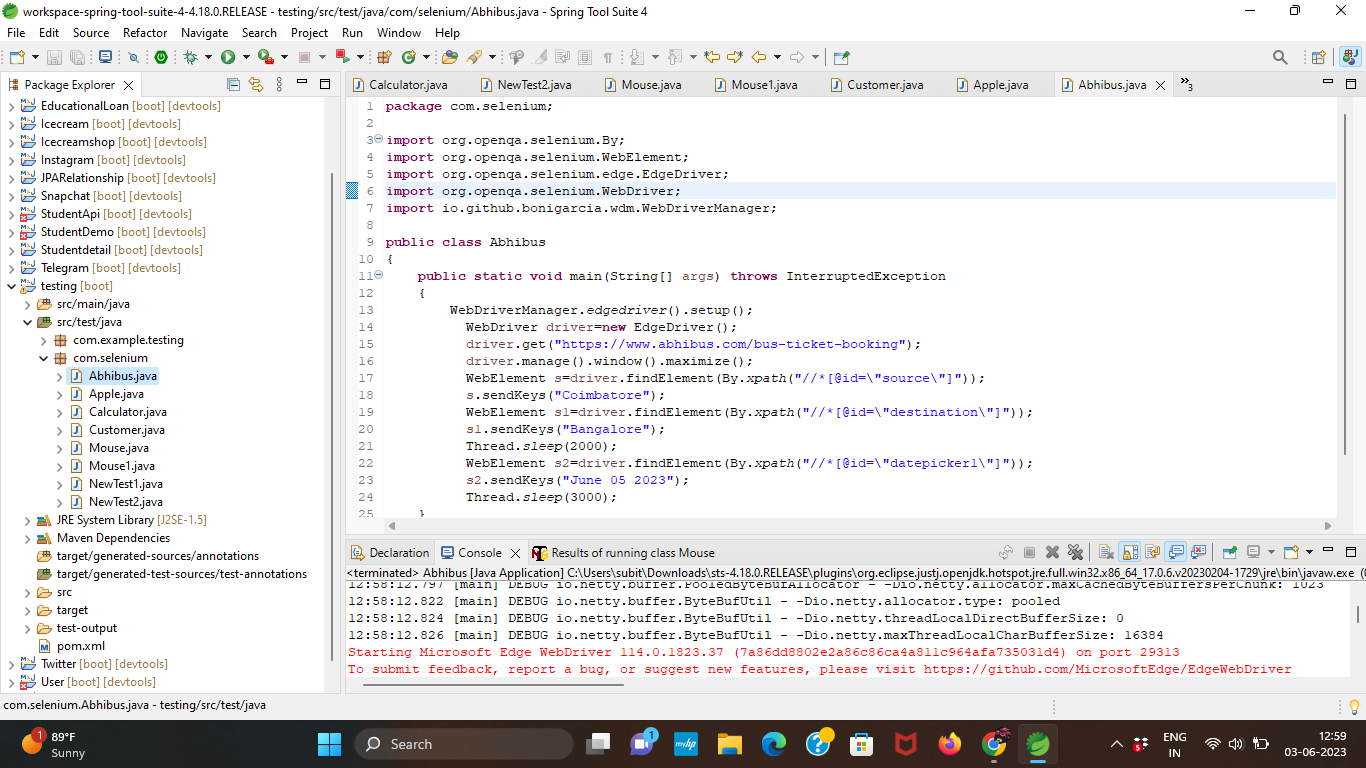 workspace-spring-tool-suite-4-4.18.0.RELEASE - testing/src/test/java/com/selenium/Abhibus.java - Spring Tool Suite 4
File Edit Source Refactor Navigate Search Project Run Window Help
Package Explorer
EducationalLoan [boot] [devtools]
Icecream [boot] [devtools]
Icecreamshop [boot] [devtools]
Instagram [boot] [devtools]
JPARelationship [boot] [devtools]
Snapchat [boot] [devtools]
StudentApi [boot] [devtools]
StudentDemo [boot] [devtools]
Studentdetail [boot] [devtools]
Telegram [boot] [devtools]
testing [boot]
src/main/java
src/test/java
com.example.testing
com.selenium
Abhibus.java
Apple.java
Calculator.java
Customer.java
Mouse.java
Mouse1.java
NewTest1.java
NewTest2.java
JRE System Library [J2SE-1.5]
Maven Dependencies
target/generated-sources/annotations
target/generated-test-sources/test-annotations
src
target
test-output
pom.xml
Twitter [boot] [devtools]
User [boot] [devtools]
Calculator.java NewTest2.java Mouse.java Mouse1.java Customer.java Apple.java Abhibus.java 3
1 package com.selenium;
2
3 import org.openqa.selenium.By;
4 import org.openqa.selenium.WebElement;
5 import org.openqa.selenium.edge.EdgeDriver;
6 import org.openqa.selenium.WebDriver;
7 import io.github.bonigarcia.wdm.WebDriverManager;
8
9 public class Abhibus
10 {
11 public static void main(String[] args) throws InterruptedException
12 {
13 WebDriverManager.edgedriver().setup();
14 WebDriver driver=new EdgeDriver();
15 driver.get("https://www.abhibus.com/bus-ticket-booking");
16 driver.manage().window().maximize();
17 WebElement s=driver.findElement(By.xpath("//*[@id=\"source\"]"));
18 s.sendKeys("Coimbatore");
19 WebElement s1=driver.findElement(By.xpath("//*[@id=\"destination\"]"));
20 s1.sendKeys("Bangalore");
21 Thread.sleep(2000);
22 WebElement s2=driver.findElement(By.xpath("//*[@id=\"datepicker1\"]"));
23 s2.sendKeys("June 05 2023");
24 Thread.sleep(3000);
25 }
Declaration Console Results of running class Mouse
<terminated> Abhibus [Java Application] C:\Users\subit\Downloads\sts-4.18.0.RELEASE\plugins\org.eclipse.justj.openjdk.hotspot.jre.full.win32.x86_64_17.0.6.v20230204-1729\jre\bin\javaw.exe (0
12:58:12.797 [main] DEBUG io.netty.buffer.PooledByteBufAllocator - -Dio.netty.allocator.maxCachedByteBuffersPerChunk: 1023
12:58:12.822 [main] DEBUG io.netty.buffer.ByteBufUtil - -Dio.netty.allocator.type: pooled
12:58:12.824 [main] DEBUG io.netty.buffer.ByteBufUtil - -Dio.netty.threadLocalDirectBufferSize: 0
12:58:12.826 [main] DEBUG io.netty.buffer.ByteBufUtil - -Dio.netty.maxThreadLocalCharBufferSize: 16384
Starting Microsoft Edge WebDriver 114.0.1823.37 (7a86dd8802e2a86c86ca4a811c964afa735031d4) on port 29313
To submit feedback, report a bug, or suggest new features, please visit https://github.com/MicrosoftEdge/EdgeWebDriver
com.selenium.Abhibus.java - testing/src/test/java
1
89°F
Sunny
Search
1
myhp
ENG
IN
12:59
03-06-2023